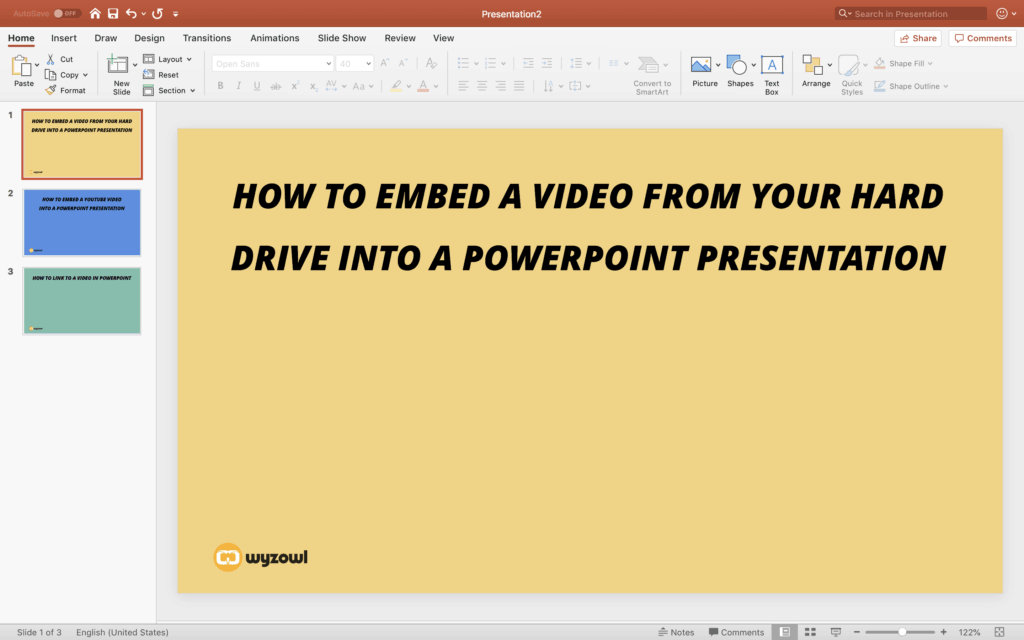 AutoSave OFF
Presentation2
Search in Presentation
Home Insert Draw Design Transitions Animations Slide Show Review View
Share Comments
Paste
Cut
Copy
Format
New
Slide
Layout
Reset
Section
Open Sans 40
B I U ab X² X₂ AV Aa A
Convert to
SmartArt
Picture
Shapes
Text
Box
Arrange
Quick
Styles
Shape Fill
Shape Outline
1
HOW TO EMBED A VIDEO FROM YOUR HARD
DRIVE INTO A POWERPOINT PRESENTATION
2
HOW TO EMBED A YOUTUBE VIDEO
INTO A POWERPOINT PRESENTATION
3
HOW TO LINK TO A VIDEO IN POWERPOINT
HOW TO EMBED A VIDEO FROM YOUR HARD
DRIVE INTO A POWERPOINT PRESENTATION
wyzowl
Slide 1 of 3 English (United States)
Notes Comments 122%